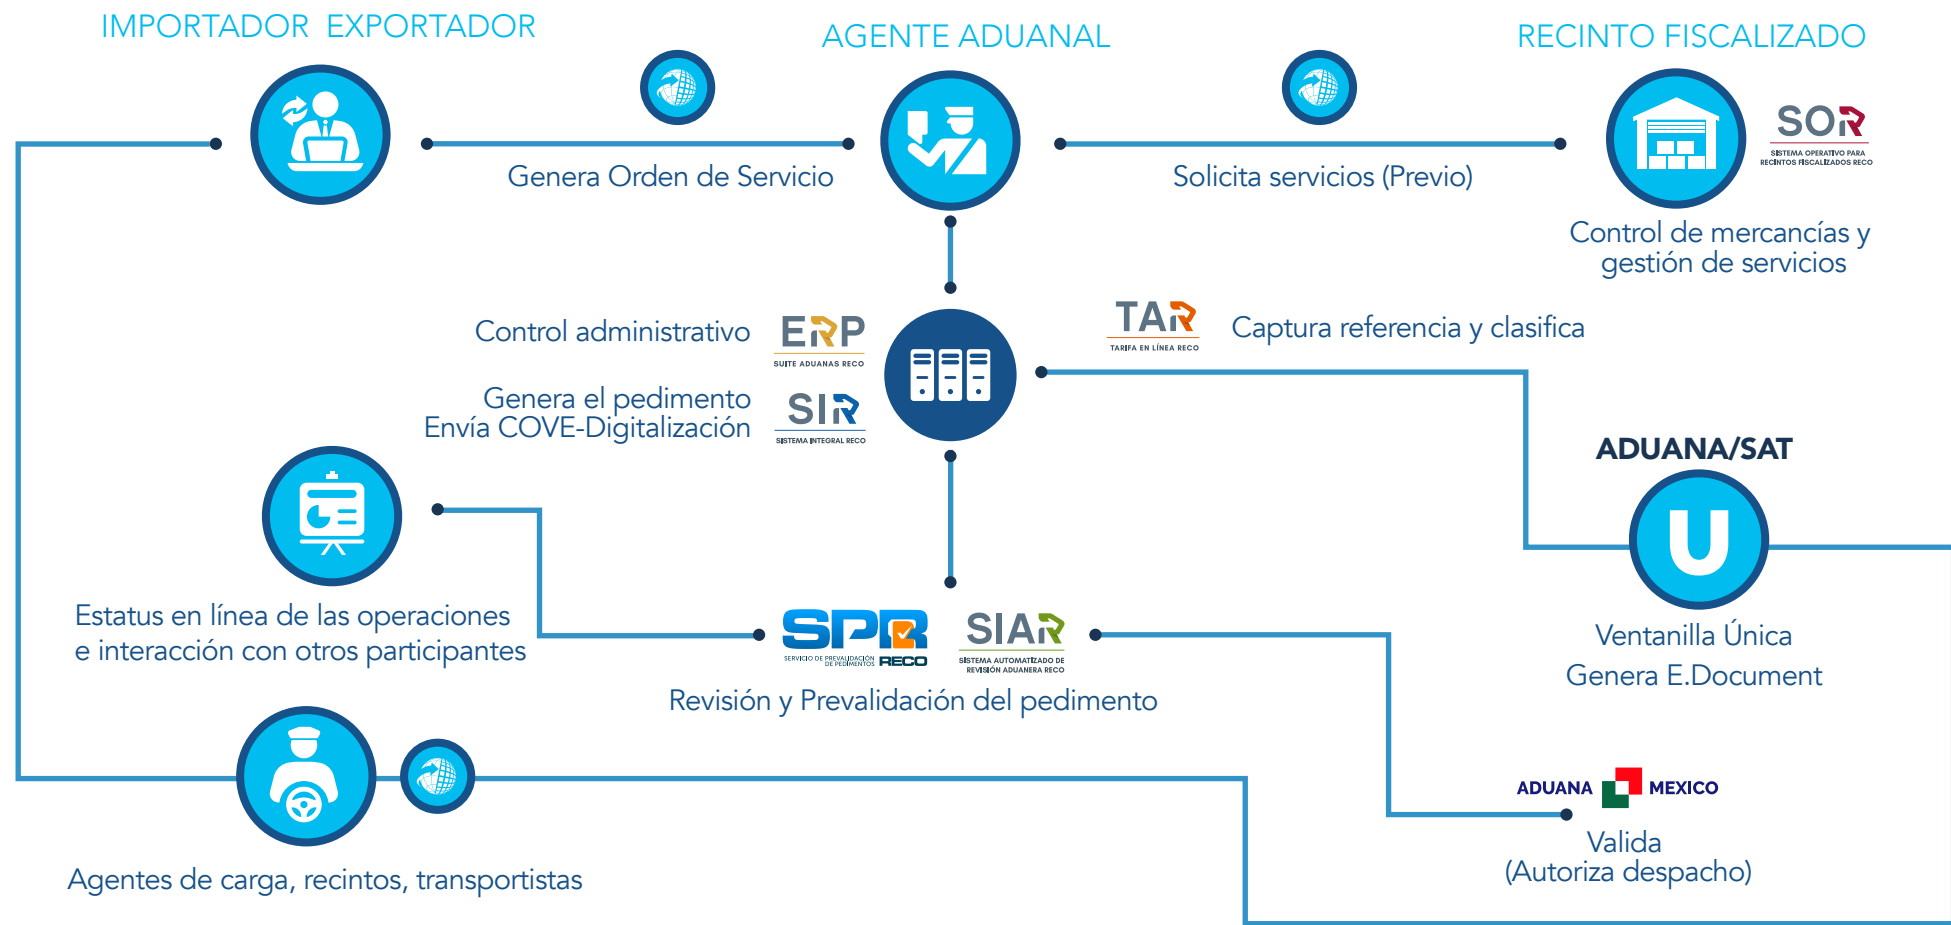 IMPORTADOR EXPORTADOR
AGENTE ADUANAL
RECINTO FISCALIZADO
Genera Orden de Servicio
Solicita servicios (Previo)
SOR
SISTEMA OPERATIVO PARA
RECINTOS FISCALIZADOS RECO
Control de mercancías y
gestión de servicios
Control administrativo
ERP
SUITE ADUANAS RECO
TAR
TARIFA EN LÍNEA RECO
Captura referencia y clasifica
Genera el pedimento
Envía COVE-Digitalización
SIR
SISTEMA INTEGRAL RECO
ADUANA/SAT
U
Ventanilla Única
Genera E.Document
Estatus en línea de las operaciones
e interacción con otros participantes
SPR
SERVICIO DE PREVALIDACIÓN
DE PEDIMENTOS RECO
SIAR
SISTEMA AUTOMATIZADO DE
REVISIÓN ADUANERA RECO
Revisión y Prevalidación del pedimento
ADUANA MEXICO
Valida
(Autoriza despacho)
Agentes de carga, recintos, transportistas